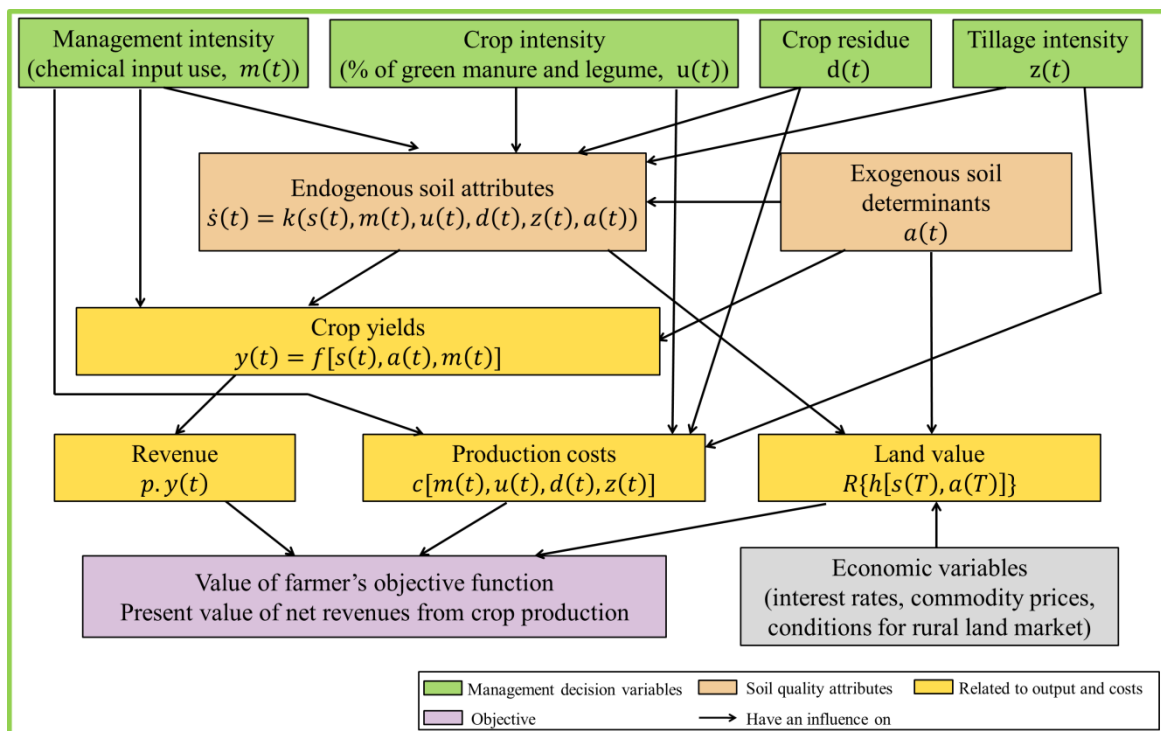 Management intensity
(chemical input use, m(t))
Crop intensity
(% of green manure and legume, u(t))
Crop residue
d(t)
Tillage intensity
z(t)
Endogenous soil attributes
ṡ(t) = k(s(t), m(t), u(t), d(t), z(t), a(t))
Exogenous soil
determinants
a(t)
Crop yields
y(t) = f[s(t), a(t), m(t)]
Revenue
p. y(t)
Production costs
c[m(t), u(t), d(t), z(t)]
Land value
R{h[s(T), a(T)]}
Value of farmer’s objective function
Present value of net revenues from crop production
Economic variables
(interest rates, commodity prices,
conditions for rural land market)
Management decision variables
Soil quality attributes
Related to output and costs
Objective
Have an influence on